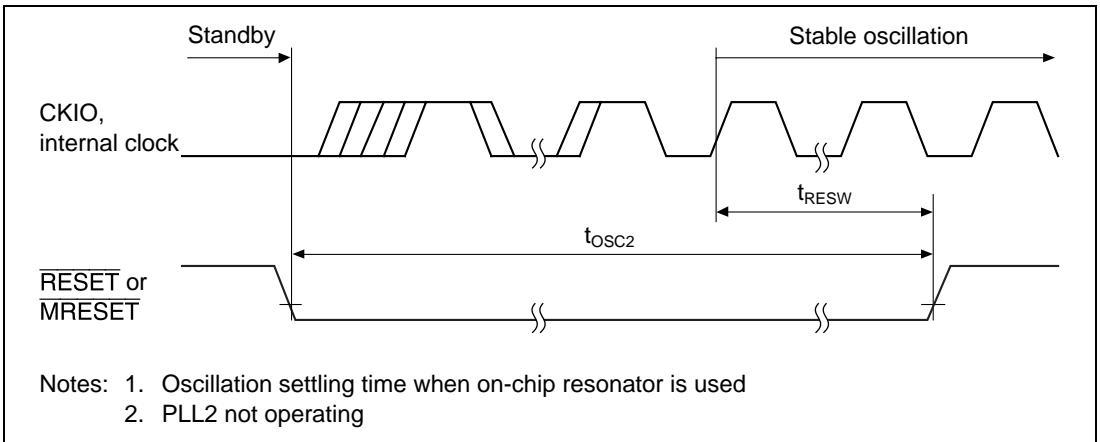 Standby
Stable oscillation
CKIO,
internal clock
tRESW
tOSC2
RESET or
MRESET
Notes: 1. Oscillation settling time when on-chip resonator is used
2. PLL2 not operating